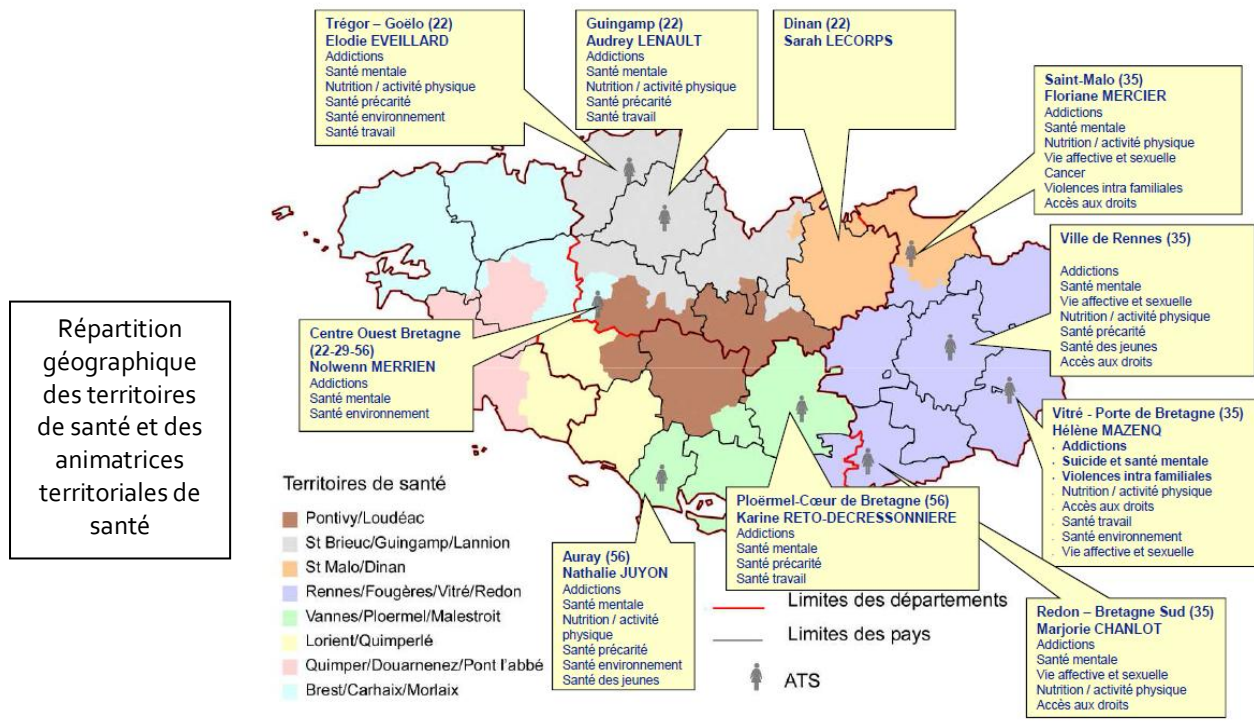 Trégor – Goëlo (22)
Elodie EVEILLARD
Addictions
Santé mentale
Nutrition / activité physique
Santé précarité
Santé environnement
Santé travail
Guingamp (22)
Audrey LENAULT
Addictions
Santé mentale
Nutrition / activité physique
Santé précarité
Santé travail
Dinan (22)
Sarah LECORPS
Saint-Malo (35)
Floriane MERCIER
Addictions
Santé mentale
Nutrition / activité physique
Vie affective et sexuelle
Cancer
Violences intra familiales
Accès aux droits
Ville de Rennes (35)
Addictions
Santé mentale
Vie affective et sexuelle
Nutrition / activité physique
Santé précarité
Santé des jeunes
Accès aux droits
Répartition
géographique
des territoires
de santé et des
animatrices
territoriales de
santé
Centre Ouest Bretagne
(22-29-56)
Nolwenn MERRIEN
Addictions
Santé mentale
Santé environnement
Vitré - Porte de Bretagne (35)
Hélène MAZENQ
. Addictions
. Suicide et santé mentale
. Violences intra familiales
. Nutrition / activité physique
. Accès aux droits
. Santé travail
. Santé environnement
. Vie affective et sexuelle
Territoires de santé
Pontivy/Loudéac
St Brieuc/Guingamp/Lannion
St Malo/Dinan
Rennes/Fougères/Vitré/Redon
Vannes/Ploermel/Malestroit
Lorient/Quimperlé
Quimper/Douarnenez/Pont l'abbé
Brest/Carhaix/Morlaix
Auray (56)
Nathalie JUYON
Addictions
Santé mentale
Nutrition / activité
physique
Santé précarité
Santé environnement
Santé des jeunes
Ploërmel-Cœur de Bretagne (56)
Karine RETO-DECRESSONNIERE
Addictions
Santé mentale
Santé précarité
Santé travail
Limites des départements
Limites des pays
ATS
Redon – Bretagne Sud (35)
Marjorie CHANLOT
Addictions
Santé mentale
Vie affective et sexuelle
Nutrition / activité physique
Accès aux droits